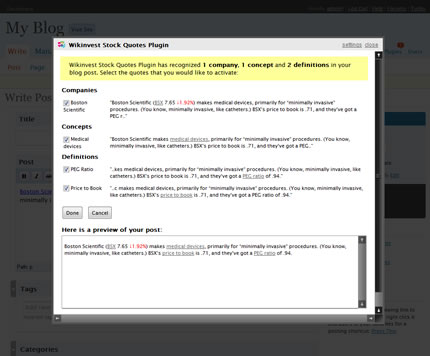 My Blog
Wikinvest Stock Quotes Plugin
settings close
Wikinvest Stock Quotes Plugin has recognized 1 company, 1 concept and 2 definitions in your
blog post. Select the quotes that you would like to activate:
Companies
Boston
Scientific
"Boston Scientific (BSX 7.65 ↓1.92%) makes medical devices, primarily for "minimally invasive"
procedures. (You know, minimally invasive, like catheters.) BSX's price to book is .71, and they've got a
PEG r.."
Concepts
Medical
devices
"Boston Scientific makes medical devices, primarily for "minimally invasive" procedures. (You know,
minimally invasive, like catheters.) BSX's price to book is .71, and they've got a PEG ratio of .94."
Definitions
PEG Ratio
"..kes medical devices, primarily for "minimally invasive" procedures. (You know, minimally invasive, like
catheters.) BSX's price to book is .71, and they've got a PEG ratio of .94."
Price to Book
"..c makes medical devices, primarily for "minimally invasive" procedures. (You know, minimally invasive,
like catheters.) BSX's price to book is .71, and they've got a PEG ratio of .94."
Done
Cancel
Here is a preview of your post:
Boston Scientific (BSX 7.65 ↓1.92%) makes medical devices, primarily for "minimally invasive" procedures. (You know,
minimally invasive, like catheters.) BSX's price to book is .71, and they've got a PEG ratio of .94.
Write
Post
Page
Write Post
Title
Post
Tags
Categories